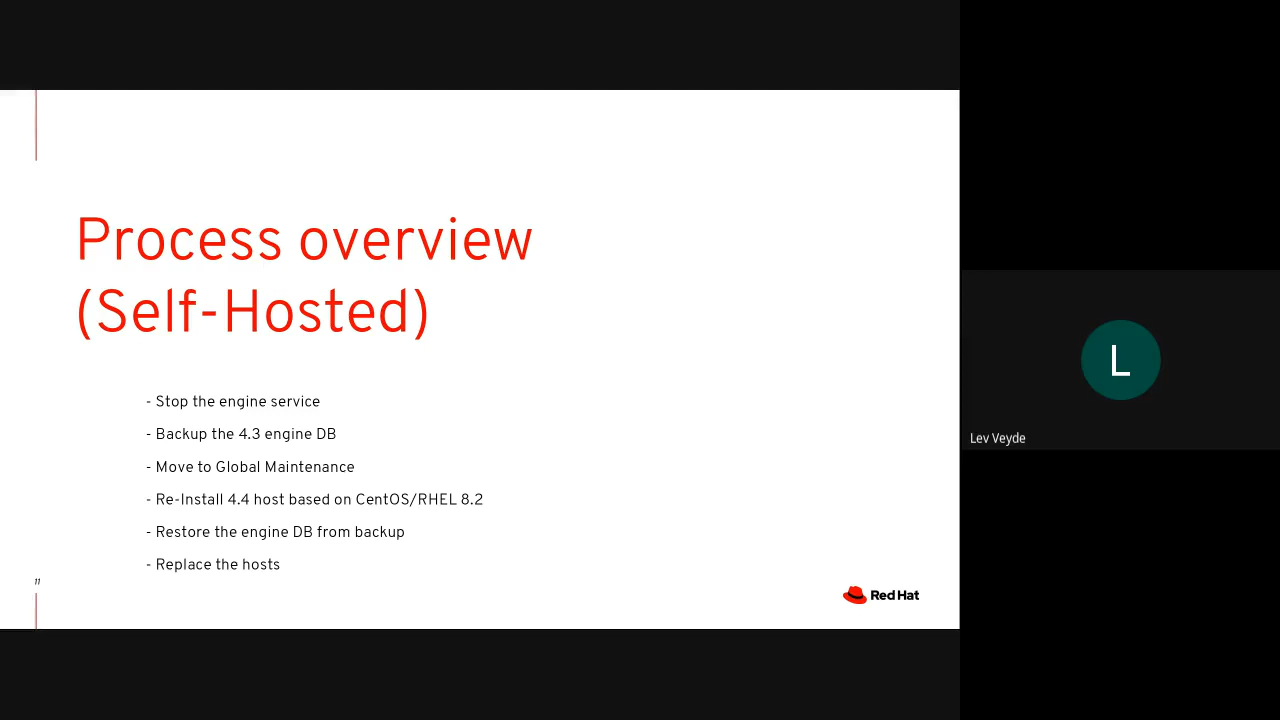 Process overview
(Self-Hosted)
- Stop the engine service
- Backup the 4.3 engine DB
- Move to Global Maintenance
- Re-Install 4.4 host based on CentOS/RHEL 8.2
- Restore the engine DB from backup
- Replace the hosts
11
Red Hat
L
Lev Veyde